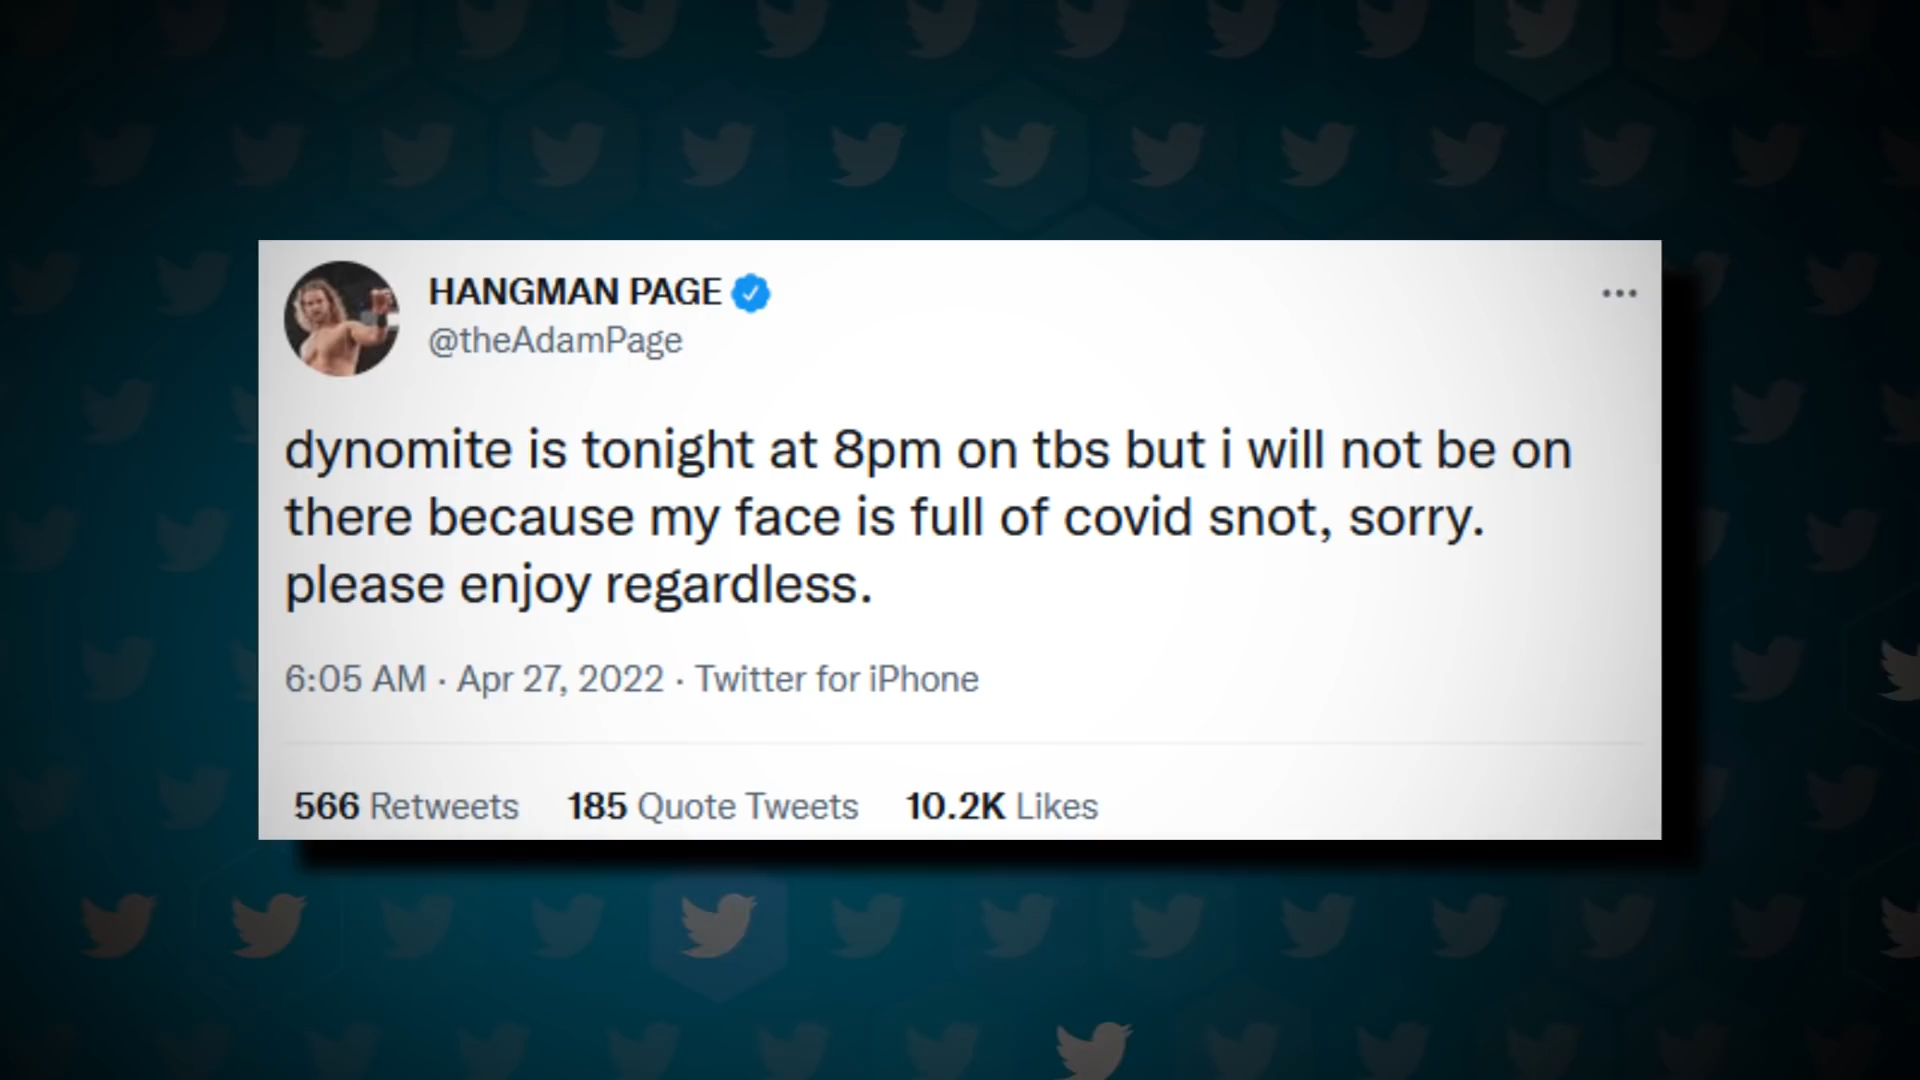 HANGMAN PAGE
@theAdamPage
dynomite is tonight at 8pm on tbs but i will not be on
there because my face is full of covid snot, sorry.
please enjoy regardless.
6:05 AM · Apr 27, 2022 · Twitter for iPhone
566 Retweets 185 Quote Tweets 10.2K Likes